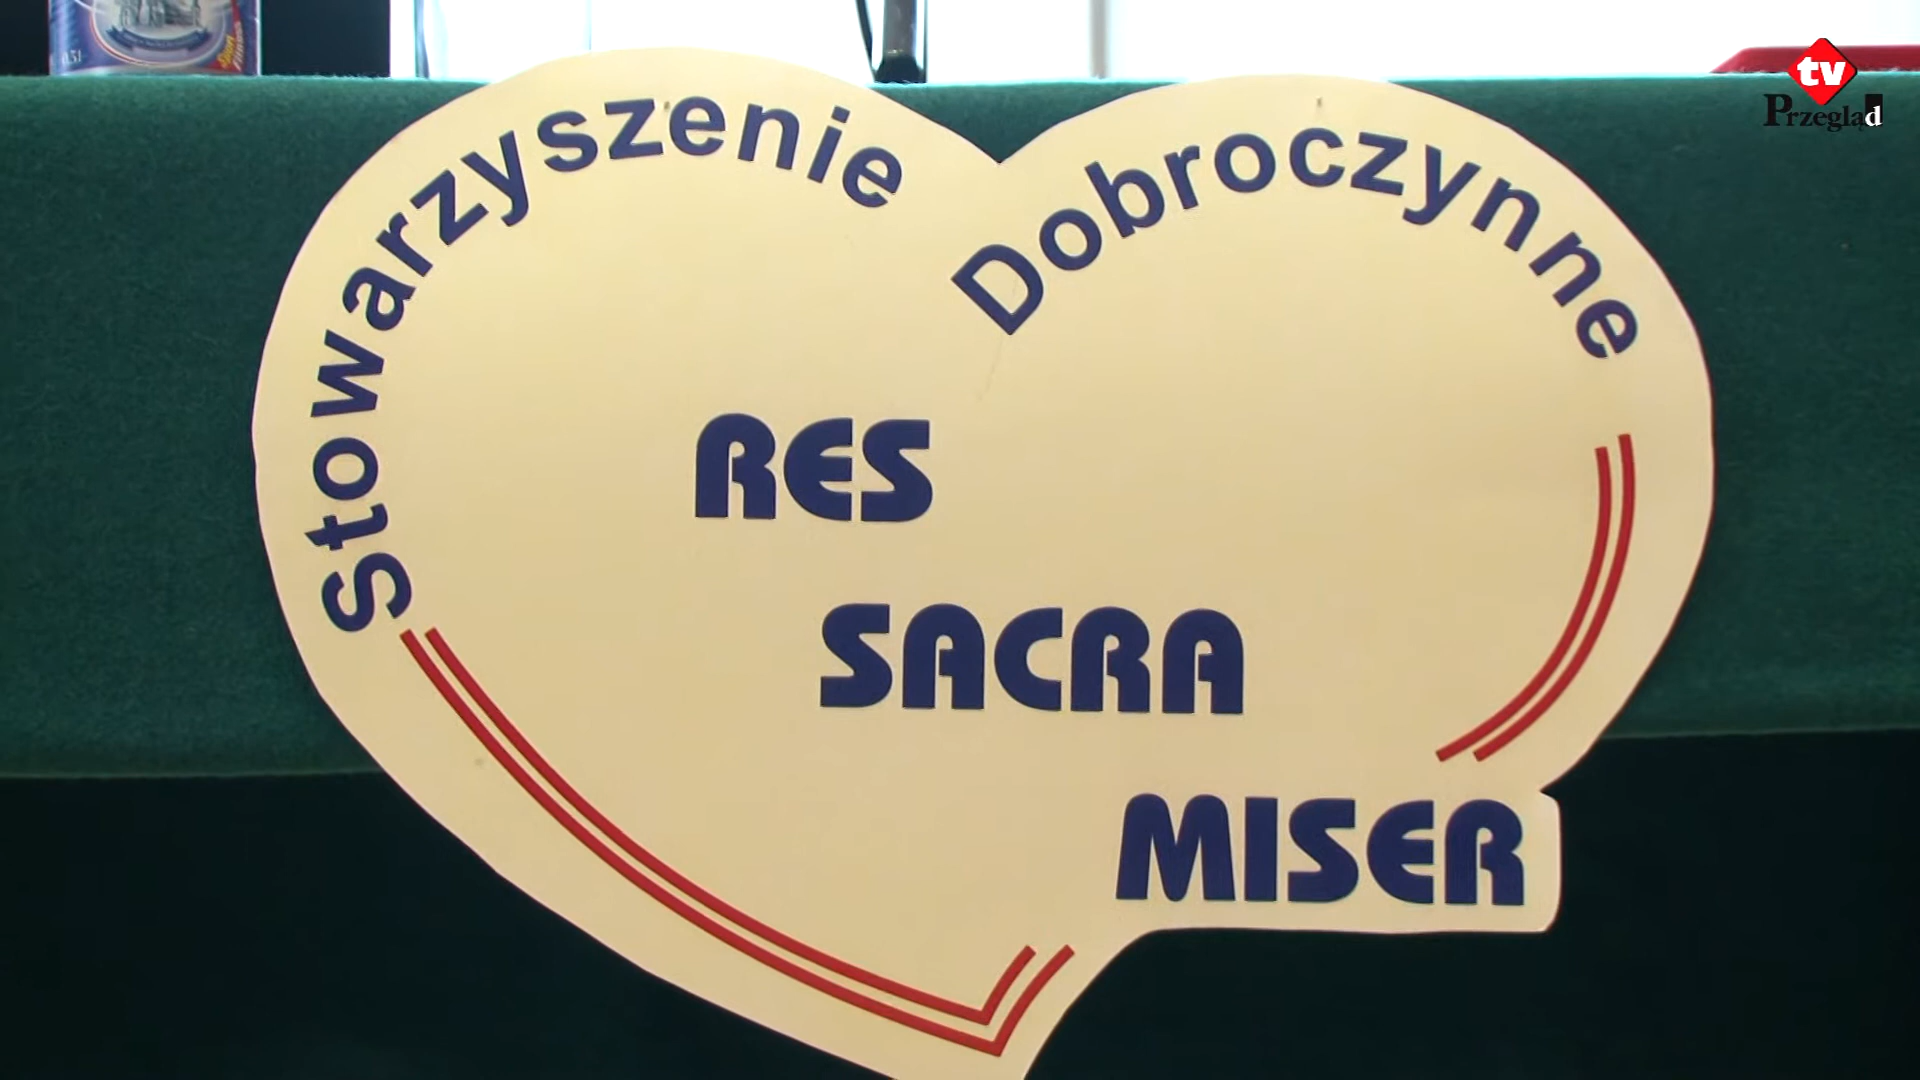 tv
Przegląd
Stowarzyszenie Dobroczynne
RES
SACRA
MISER